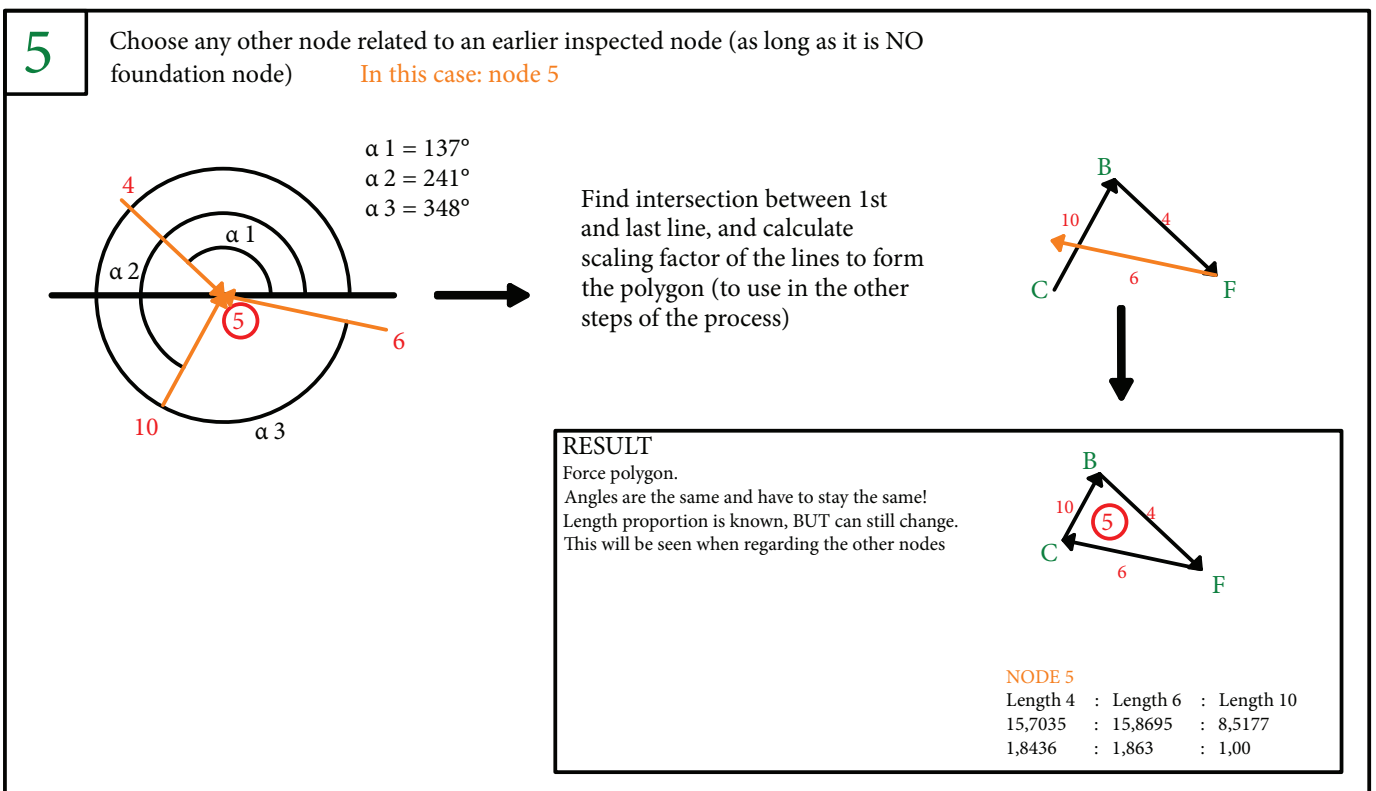 5
Choose any other node related to an earlier inspected node (as long as it is NO
foundation node) In this case: node 5
α 1 = 137°
α 2 = 241°
α 3 = 348°
4
α 1
α 2
5
6
10
α 3
Find intersection between 1st
and last line, and calculate
scaling factor of the lines to form
the polygon (to use in the other
steps of the process)
B
10
4
6
C
F
RESULT
Force polygon.
Angles are the same and have to stay the same!
Length proportion is known, BUT can still change.
This will be seen when regarding the other nodes
B
10
5
4
C
6
F
NODE 5
Length 4 : Length 6 : Length 10
15,7035 : 15,8695 : 8,5177
1,8436 : 1,863 : 1,00